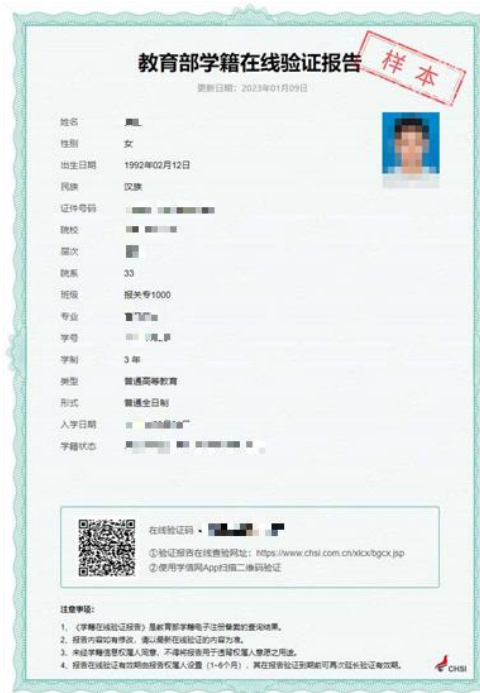 教育部学籍在线验证报告
样本
更新日期：2023年01月09日
姓名
性别 女
出生日期 1992年02月12日
民族 汉族
证件号码
院校
层次
院系 33
班级 报关专1000
专业
学号
学制 3 年
类型 普通高等教育
形式 普通全日制
入学日期
学籍状态
在线验证码
①验证报告在线查验网址：https://www.chsi.com.cn/xlcx/bgcx.jsp
②使用学信网App扫描二维码验证
注意事项：
1、《学籍在线验证报告》是教育部学籍电子注册备案的查询结果。
2、报告内容如有修改，请以最新在线验证的内容为准。
3、未经学籍信息权属人同意，不得将报告用于违背权属人意愿之用途。
4、报告在线验证有效期由报告权属人设置（1~6个月），其在报告验证到期前可再次延长验证有效期。
CHSI